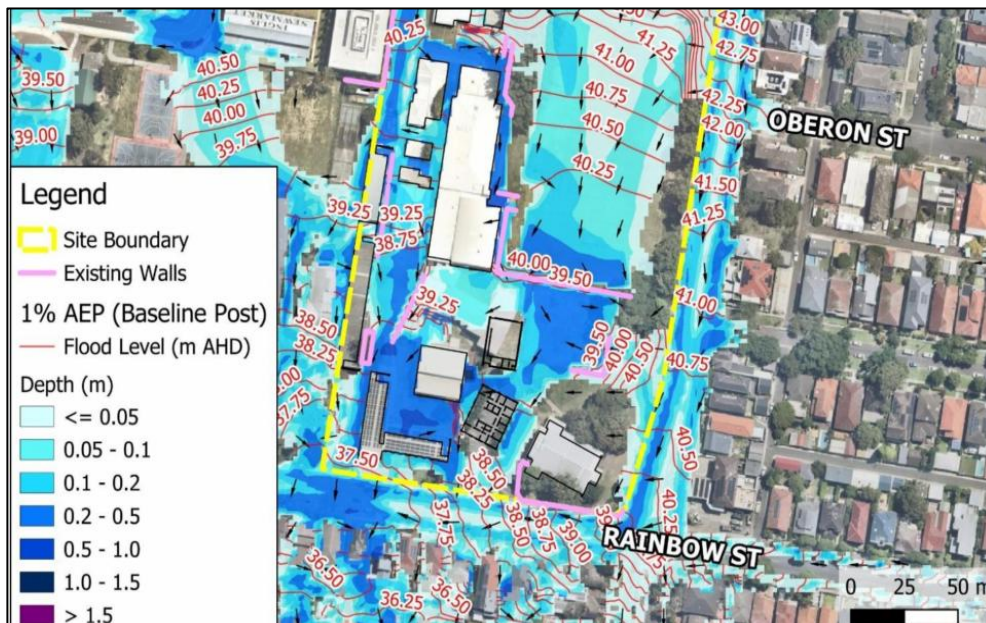 INGLIS
NEWMARKET
40.25
41.25
43.00
42.75
41.00
39.50
40.50
40.25
40.00
39.75
39.00
40.75
40.50
40.25
42.25
42.00
OBERON ST
41.50
41.25
Legend
Site Boundary
Existing Walls
1% AEP (Baseline Post)
Flood Level (m AHD)
Depth (m)
<= 0.05
0.05 - 0.1
0.1 - 0.2
0.2 - 0.5
0.5 - 1.0
1.0 - 1.5
> 1.5
39.25
39.25
38.75
40.00
39.50
41.00
39.25
38.50
38.25
37.75
39.50
40.00
40.50
40.75
40.50
37.50
38.50
38.25
37.75
38.50
38.75
39.00
40.25
RAINBOW ST
36.50
36.25
36.50
0 25 50 m